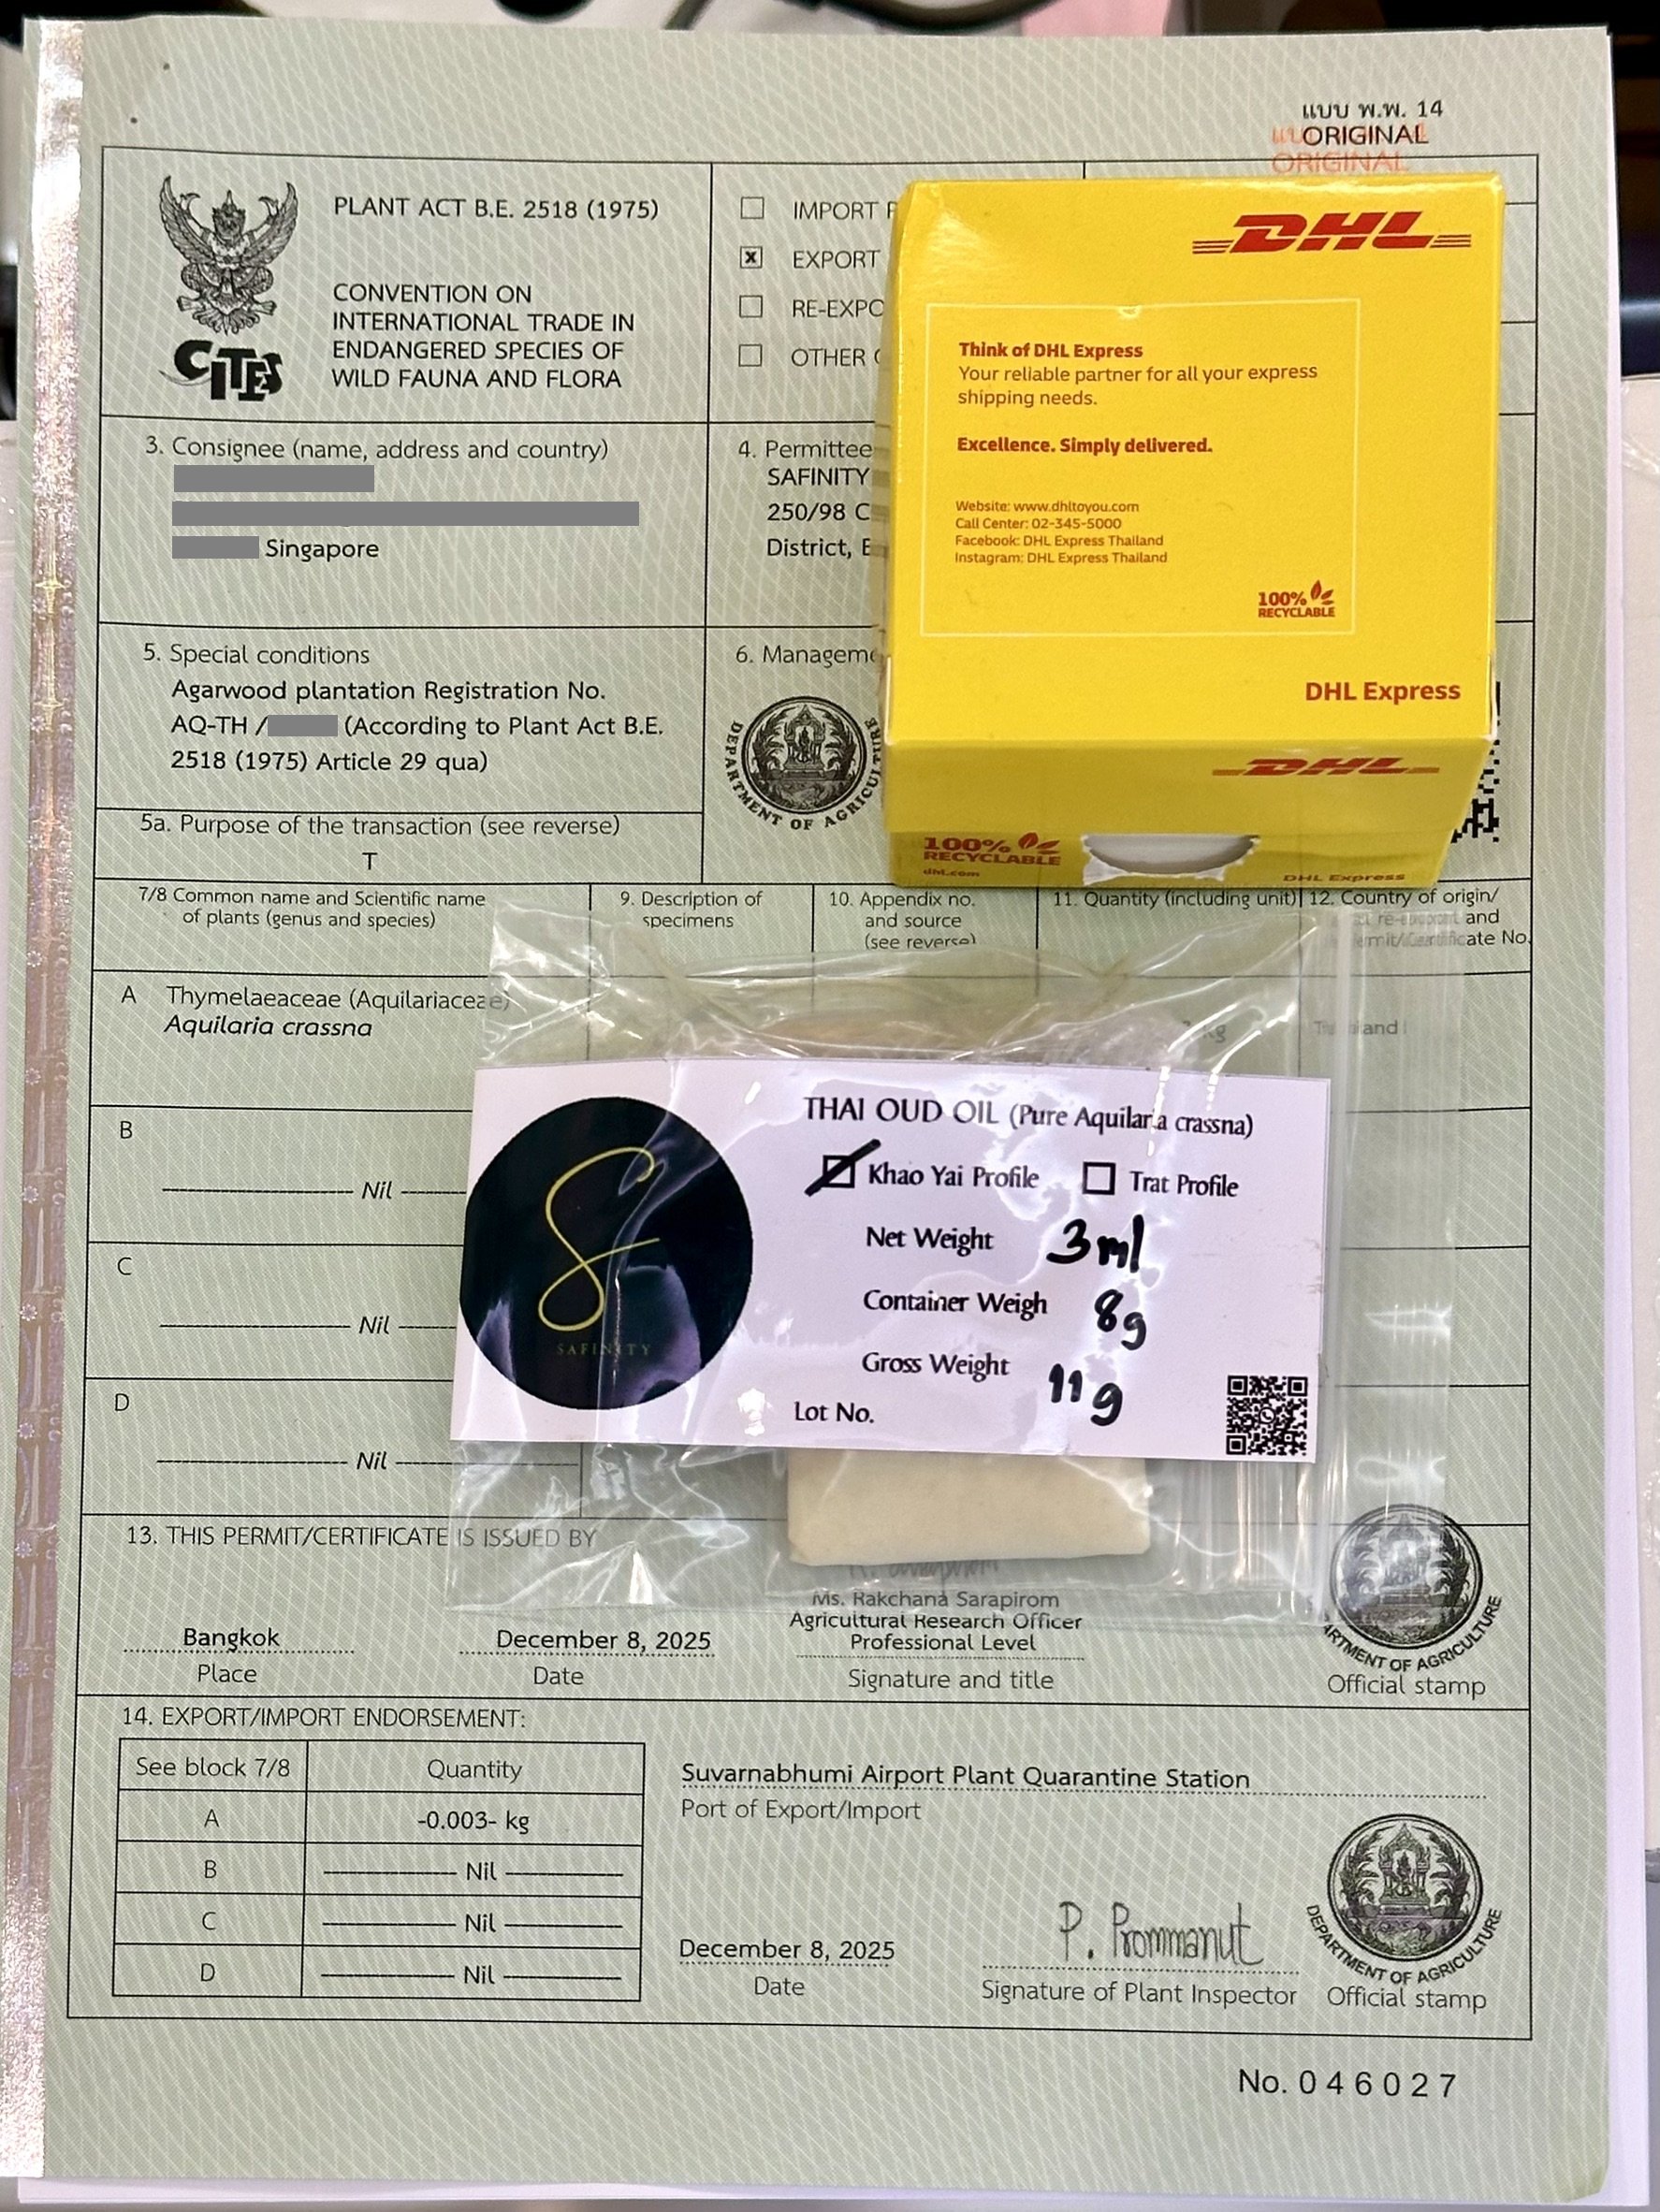 แบบ พ.พ. 14
ORIGINAL
ORIGINAL
PLANT ACT B.E. 2518 (1975)
CONVENTION ON
INTERNATIONAL TRADE IN
ENDANGERED SPECIES OF
WILD FAUNA AND FLORA
CITES
IMPORT
EXPORT
OTHER
DHL
Think of DHL Express
Your reliable partner for all your express
shipping needs.
Excellence. Simply delivered.
Website: www.dhltoyou.com
Call Center: 02-345-5000
Facebook: DHL Express Thailand
Instagram: DHL Express Thailand
100%
RECYCLABLE
DHL Express
DHL
100%
RECYCLABLE
dhl.com
DHL Express
3. Consignee (name, address and country)
Singapore
4. Permittee
SAFINITY
250/98
District,
5. Special conditions
Agarwood plantation Registration No.
AQ-TH / (According to Plant Act B.E.
2518 (1975) Article 29 qua)
6.
DEPARTMENT OF AGRICULTURE
5a. Purpose of the transaction (see reverse)
T
7/8 Common name and Scientific name
of plants (genus and species)
9. Description of
specimens
10. Appendix no.
and source
(see reverse)
11. Quantity (including unit)
12. Country of origin/
and
No.
A Thymelaeaceae (Aquilariaceae)
Aquilaria crassna
kg
B
Nil
C
Nil
D
Nil
THAI OUD OIL (Pure Aquilaria crassna)
Khao Yai Profile Trat Profile
Net Weight 3ml
Container Weigh 8g
Gross Weight 11g
Lot No.
S
SAFINITY
13. THIS PERMIT/CERTIFICATE IS ISSUED BY
Ms. Rakchana Sarapirom
Agricultural Research Officer
Professional Level
Bangkok
Place
December 8, 2025
Date
Signature and title
DEPARTMENT OF AGRICULTURE
Official stamp
14. EXPORT/IMPORT ENDORSEMENT:
See block 7/8 Quantity
A -0.003- kg
B Nil
C Nil
D Nil
Suvarnabhumi Airport Plant Quarantine Station
Port of Export/Import
December 8, 2025
Date
P. Prommanut
Signature of Plant Inspector
DEPARTMENT OF AGRICULTURE
Official stamp
No. 046027